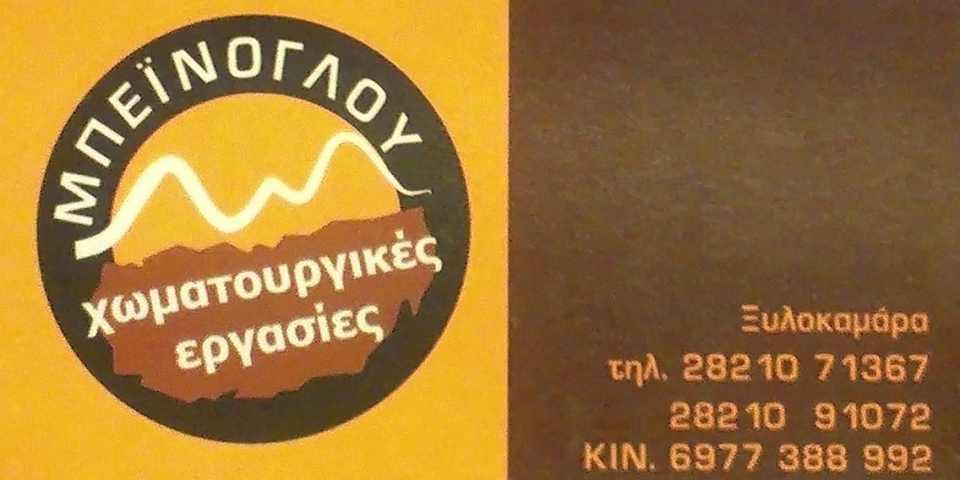 ΜΠΕΪΝΟΓΛΟΥ
χωματουργικές
εργασίες
Ξυλοκαμάρα
τηλ. 28210 71367
28210 91072
ΚΙΝ. 6977 388 992